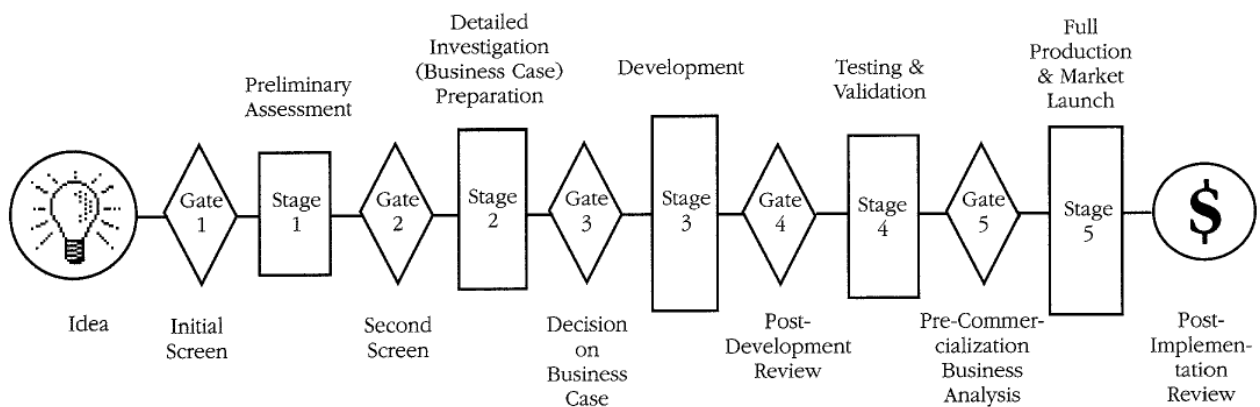 Preliminary
Assessment
Detailed
Investigation
(Business Case)
Preparation
Development
Testing &
Validation
Full
Production
& Market
Launch
Gate
1
Stage
1
Gate
2
Stage
2
Gate
3
Stage
3
Gate
4
Stage
4
Gate
5
Stage
5
$
Idea
Initial
Screen
Second
Screen
Decision
on
Business
Case
Post-
Development
Review
Pre-Commer-
cialization
Business
Analysis
Post-
Implemen-
tation
Review